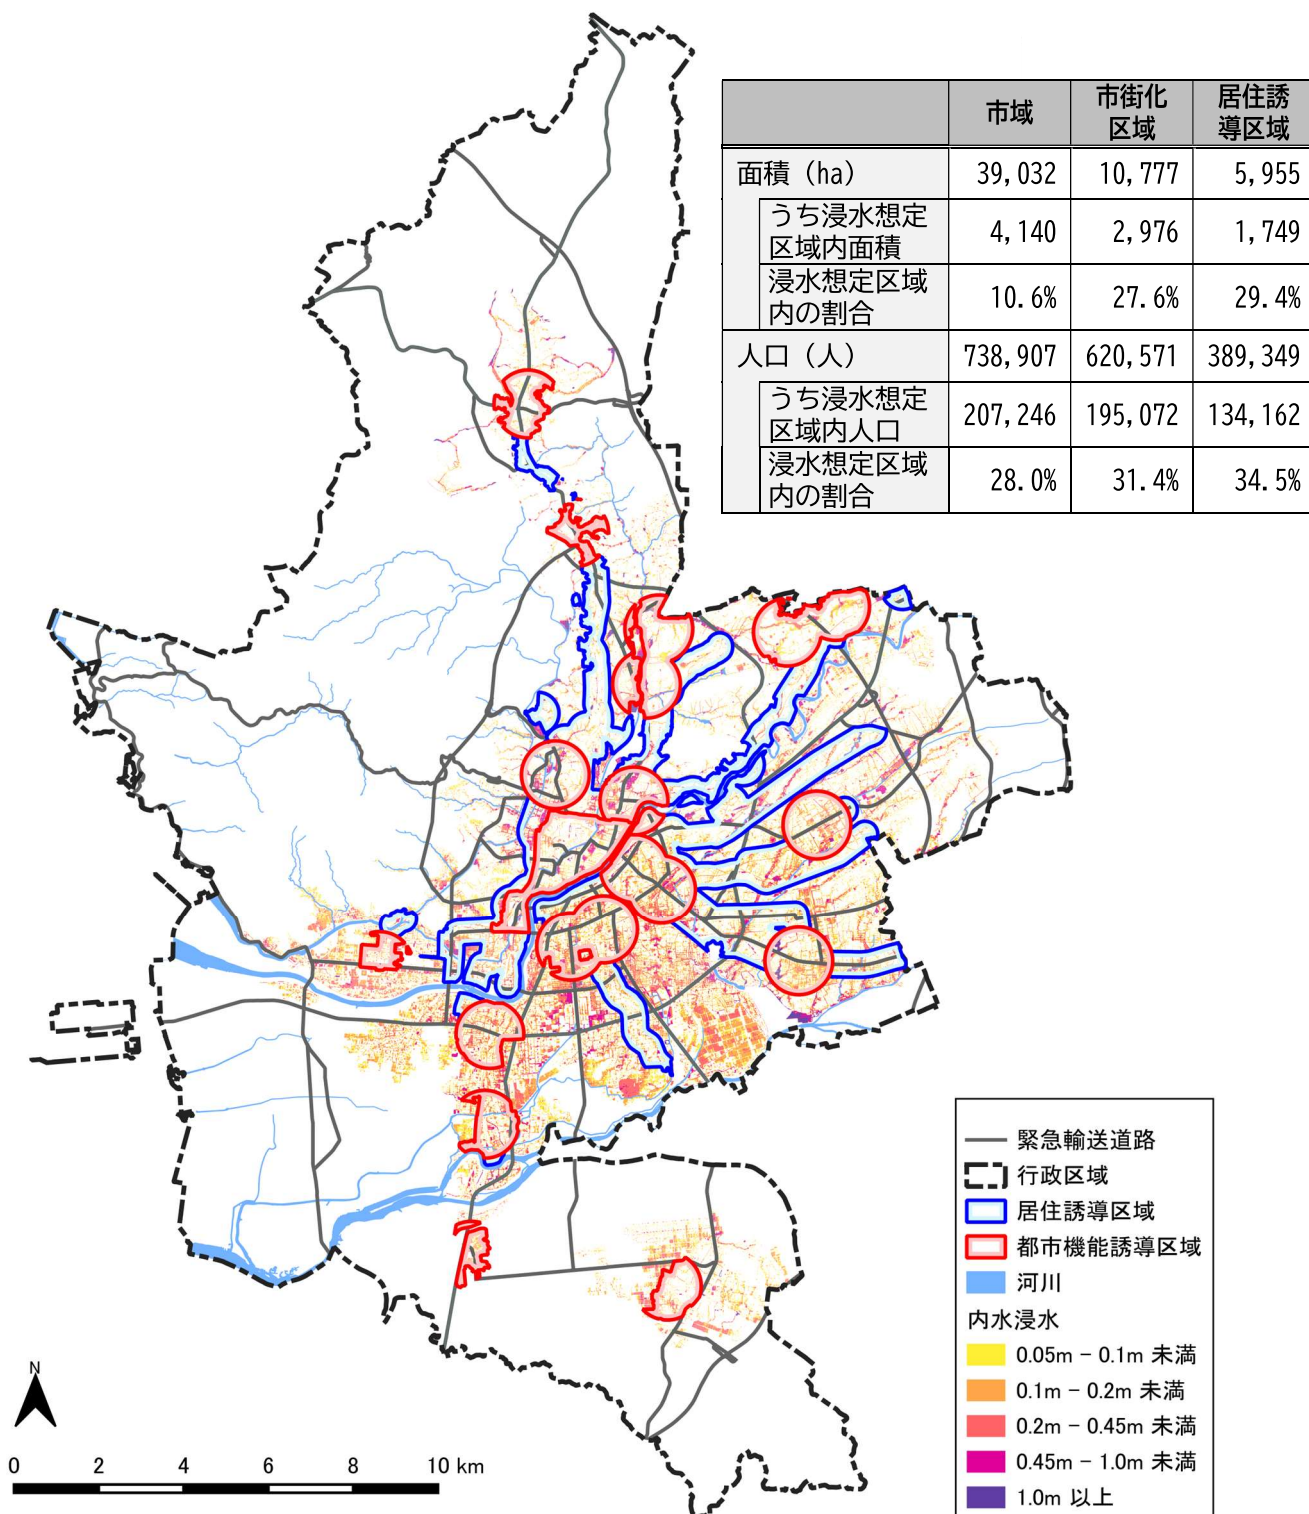 市域 市街化区域 居住誘導区域
面積（ha） 39,032 10,777 5,955
うち浸水想定区域内面積 4,140 2,976 1,749
浸水想定区域内の割合 10.6% 27.6% 29.4%
人口（人） 738,907 620,571 389,349
うち浸水想定区域内人口 207,246 195,072 134,162
浸水想定区域内の割合 28.0% 31.4% 34.5%
緊急輸送道路
行政区域
居住誘導区域
都市機能誘導区域
河川
内水浸水
0.05m − 0.1m 未満
0.1m − 0.2m 未満
0.2m − 0.45m 未満
0.45m − 1.0m 未満
1.0m 以上
N
0 2 4 6 8 10 km